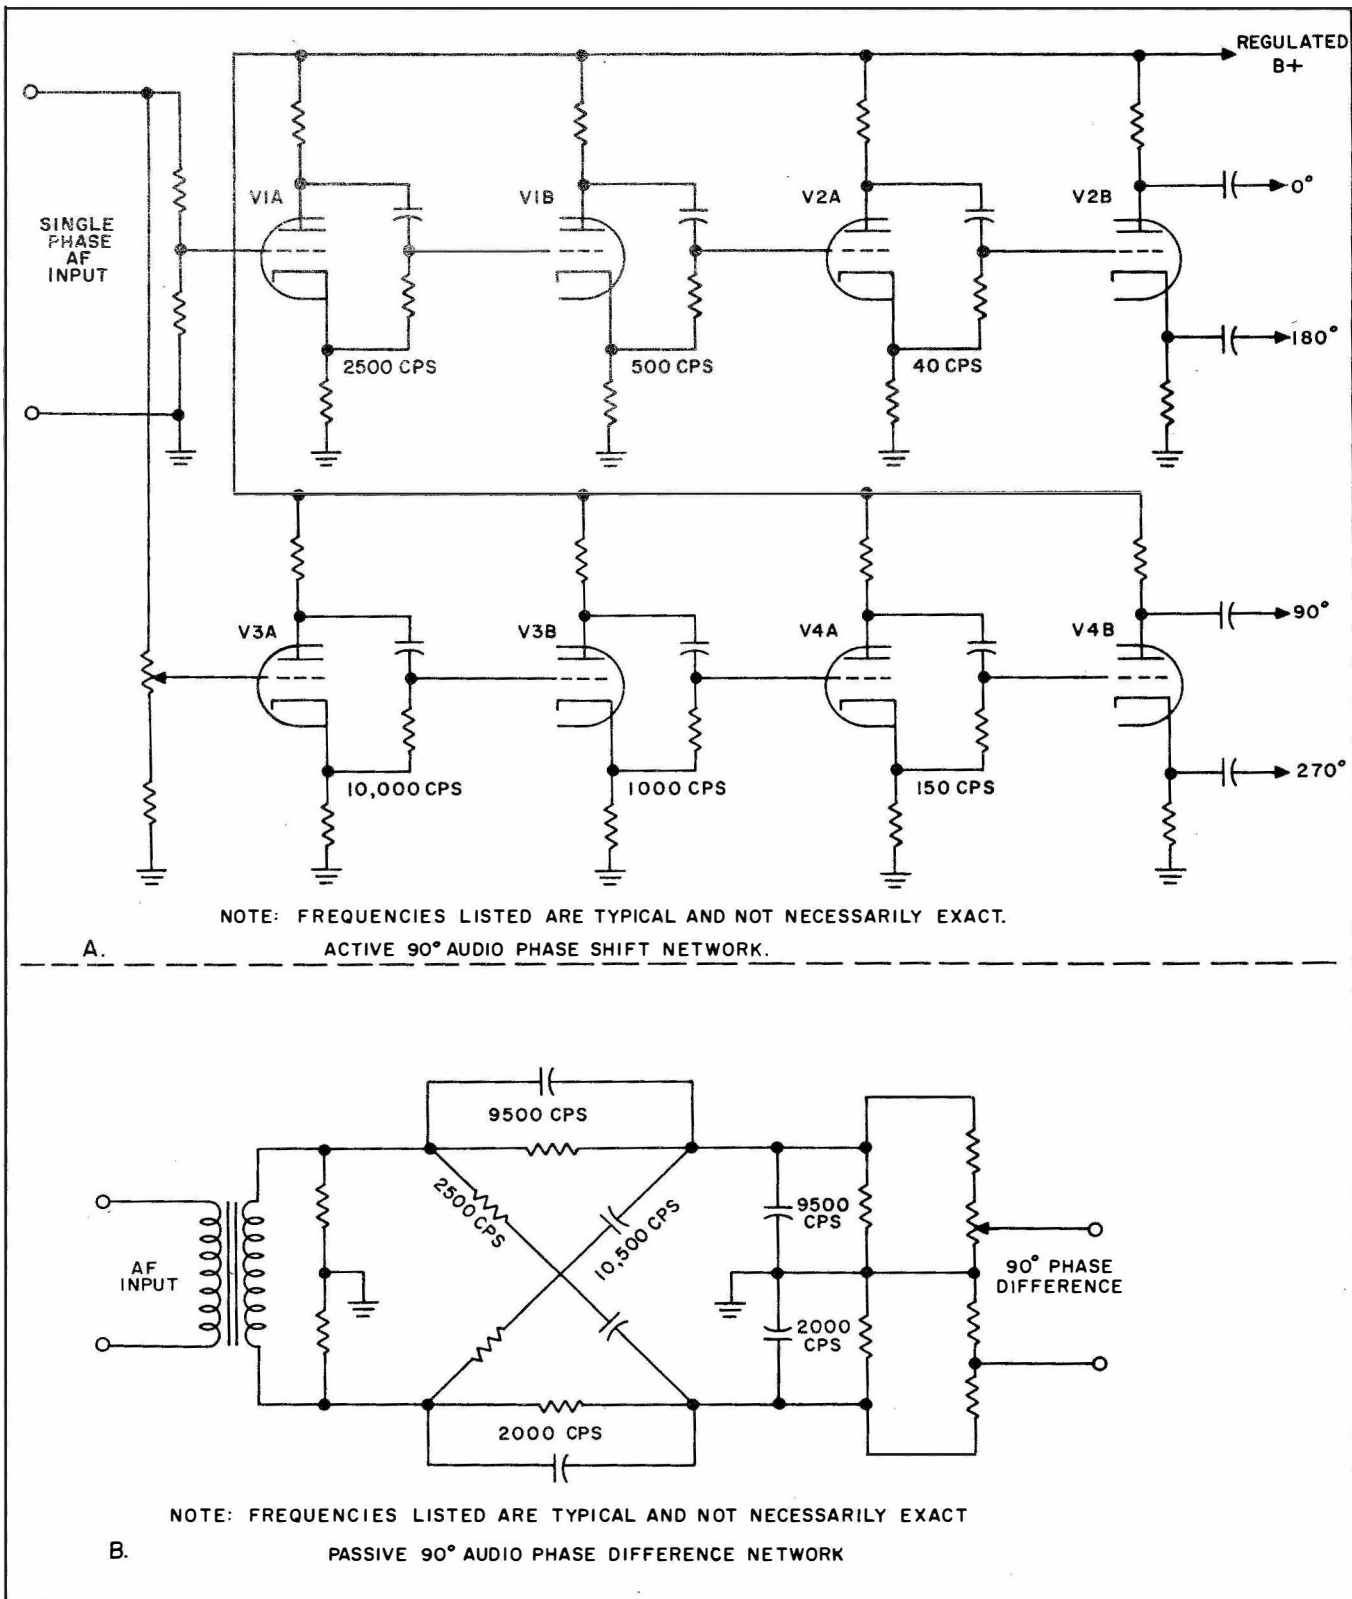 REGULATED
B+
SINGLE
PHASE
AF
INPUT
V1A
V1B
V2A
V2B
0°
180°
2500 CPS
500 CPS
40 CPS
V3A
V3B
V4A
V4B
90°
270°
10,000 CPS
1000 CPS
150 CPS
NOTE: FREQUENCIES LISTED ARE TYPICAL AND NOT NECESSARILY EXACT.
A. ACTIVE 90° AUDIO PHASE SHIFT NETWORK.
9500 CPS
2500 CPS
10,500 CPS
AF
INPUT
9500
CPS
2000
CPS
90° PHASE
DIFFERENCE
2000 CPS
NOTE: FREQUENCIES LISTED ARE TYPICAL AND NOT NECESSARILY EXACT
B. PASSIVE 90° AUDIO PHASE DIFFERENCE NETWORK